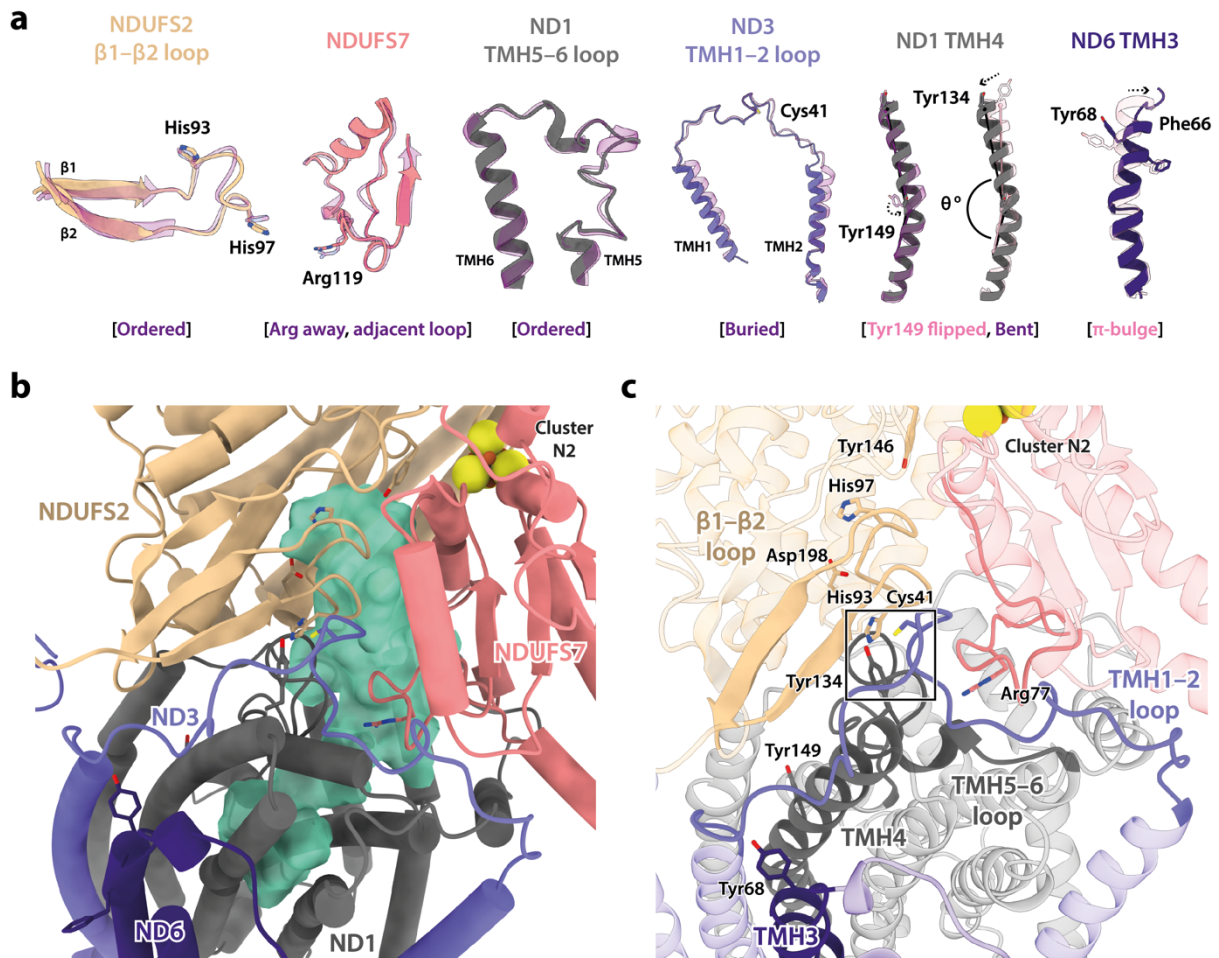 a
NDUFS2
β1–β2 loop
NDUFS7
ND1
TMH5–6 loop
ND3
TMH1–2 loop
ND1 TMH4
ND6 TMH3
β1
β2
His93
His97
Arg119
TMH6
TMH5
Cys41
TMH1
TMH2
Tyr134
Tyr149
θ°
Tyr68
Phe66
[Ordered]
[Arg away, adjacent loop]
[Ordered]
[Buried]
[Tyr149 flipped, Bent]
[π-bulge]
b
NDUFS2
Cluster
N2
NDUFS7
ND3
ND6
ND1
c
Cluster N2
Tyr146
His97
β1–β2
loop
Asp198
His93
Cys41
Tyr134
Arg77
TMH1–2
loop
Tyr149
TMH5–6
loop
TMH4
Tyr68
TMH3